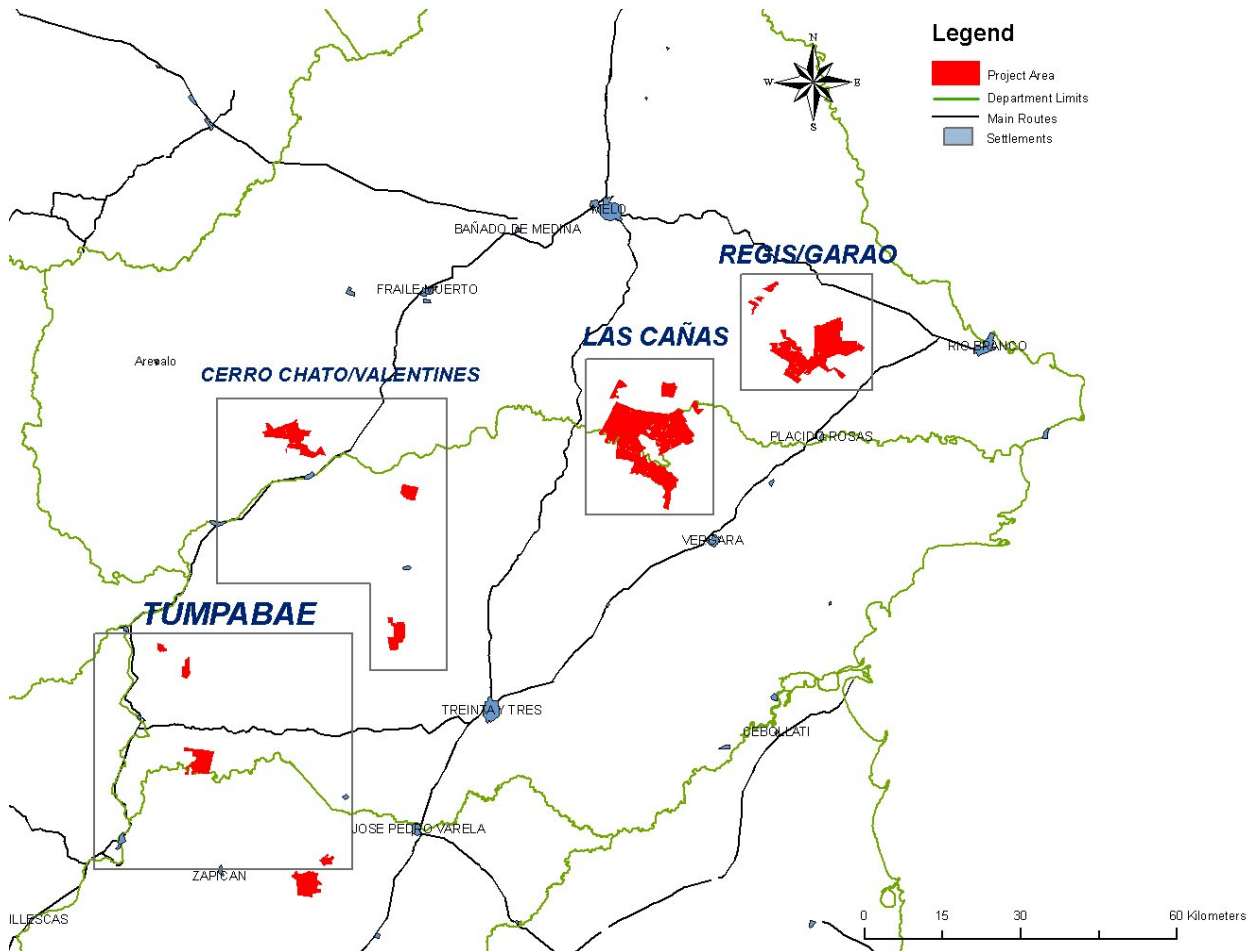 Legend
N
W
E
S
Project Area
Department Limits
Main Routes
Settlements
MELO
BAÑADO DE MEDINA
REGIS/GARAO
FRAILE MUERTO
LAS CAÑAS
RIO BRANCO
Arevalo
CERRO CHATO/VALENTINES
PLACIDO ROSAS
VERGARA
TUMPABAE
TREINTA Y TRES
CEBOLLATI
JOSE PEDRO VARELA
ZAPICAN
ILLESCAS
0 15 30 60 Kilometers